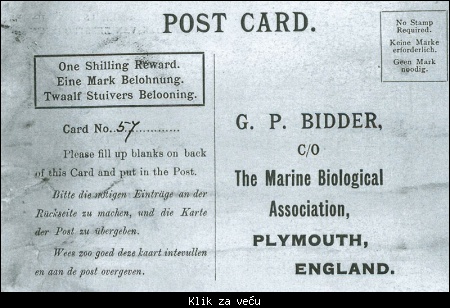 POST CARD.
No Stamp
Required.
Keine Marke
erforderlich.
Geen Mark
noodig.
One Shilling Reward.
Eine Mark Belohnung.
Twaalf Stuivers Belooning.
Card No. 57
Please fill up blanks on back
of this Card and put in the Post.
Bitte die nötigen Einträge an der
Rückseite zu machen, und die Karte
der Post zu übergeben.
Wees zoo goed deze kaart intevullen
en aan de post overgeven.
G. P. BIDDER,
C/O
The Marine Biological
Association,
PLYMOUTH,
ENGLAND.
Klik za veču